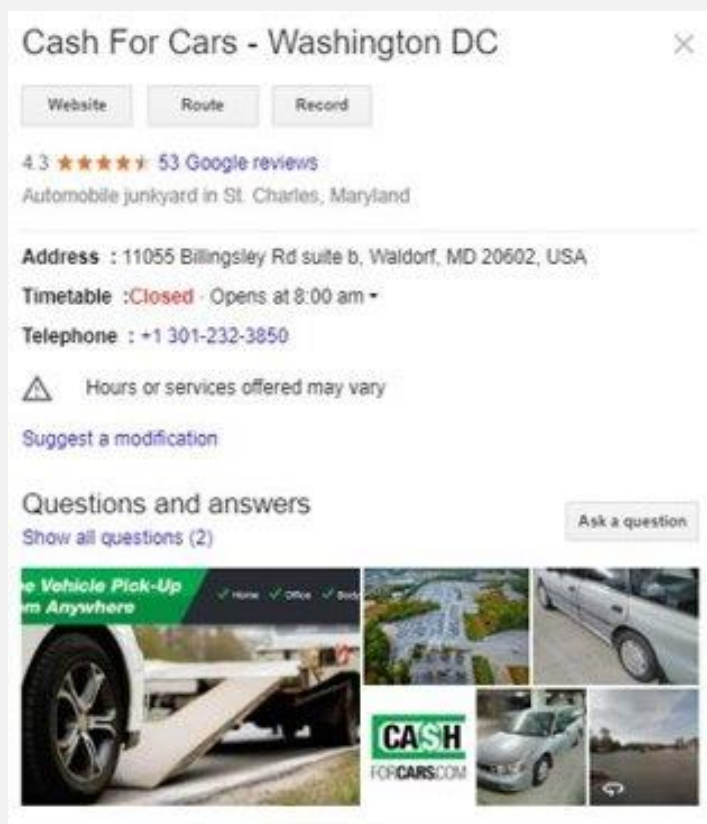 Cash For Cars - Washington DC
Website Route Record
4.3 53 Google reviews
Automobile junkyard in St. Charles, Maryland
Address : 11055 Billingsley Rd suite b, Waldorf, MD 20602, USA
Timetable :Closed · Opens at 8:00 am
Telephone : +1 301-232-3850
Hours or services offered may vary
Suggest a modification
Questions and answers
Ask a question
Show all questions (2)
e Vehicle Pick-Up
om Anywhere
Home Office Body
CASH
FORCARS.COM